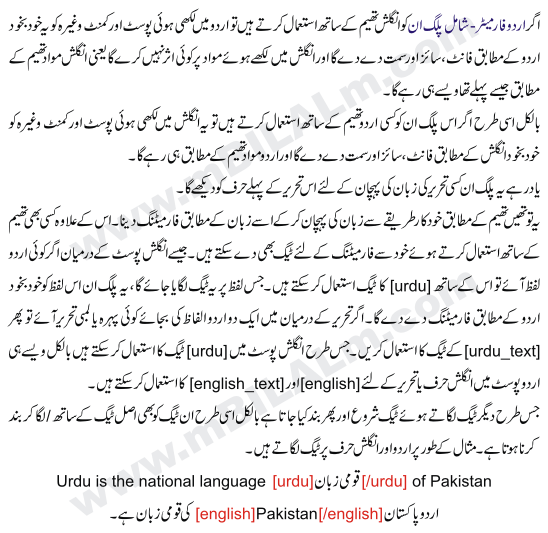 اگر اردو فارمیٹر - شامل پلگ ان کو انگلش تھیم کے ساتھ استعمال کرتے ہیں تو اردو میں لکھی ہوئی پوسٹ اور کمنٹ وغیرہ کو یہ خودبخود
اردو کے مطابق فانٹ، سائز اور سمت دے دے گا اور انگلش میں لکھے ہوئے مواد پر کوئی اثر نہیں کرے گا یعنی انگلش مواد تھیم کے
مطابق جیسے پہلے تھا ویسے ہی رہے گا۔
بالکل اسی طرح اگر اس پلگ ان کو کسی اردو تھیم کے ساتھ استعمال کرتے ہیں تو یہ انگلش میں لکھی ہوئی پوسٹ اور کمنٹ وغیرہ کو
خودبخود انگلش کے مطابق فانٹ، سائز اور سمت دے دے گا اور اردو مواد تھیم کے مطابق ہی رہے گا۔
یاد رہے یہ پلگ ان کسی تحریر کی زبان کی پہچان کے لئے اس تحریر کے پہلے حرف کو دیکھے گا۔
یہ تو تھیں تھیم کے مطابق خودکار طریقے سے زبان کی پہچان کر کے اسے زبان کے مطابق فارمیٹنگ دینا۔ اس کے علاوہ کسی بھی تھیم
کے ساتھ استعمال کرتے ہوئے خود سے فارمیٹنگ کے لئے ٹیگ بھی دے سکتے ہیں۔ جیسے انگلش پوسٹ کے درمیان اگر کوئی اردو
لفظ آئے تو اس کے ساتھ [urdu] کا ٹیگ استعمال کر سکتے ہیں۔ جس لفظ پر یہ ٹیگ لگایا جائے گا، یہ پلگ ان اس لفظ کو خودبخود
اردو کے مطابق فارمیٹنگ دے دے گا۔ اگر تحریر کے درمیان میں ایک دو اردو الفاظ کی بجائے کوئی پہرہ یا لمبی تحریر آئے تو پھر
[urdu_text] کے ٹیگ کا استعمال کریں۔ جس طرح انگلش پوسٹ میں [urdu] ٹیگ کا استعمال کر سکتے ہیں بالکل ویسے ہی
اردو پوسٹ میں انگلش حرف یا تحریر کے لئے [english] اور [english_text] کا استعمال کر سکتے ہیں۔
جس طرح دیگر ٹیگ لگاتے ہوئے ٹیگ شروع اور پھر بند کیا جاتا ہے بالکل اسی طرح ان ٹیگ کو بھی اصل ٹیگ کے ساتھ / لگا کر بند
کرنا ہوتا ہے۔ مثال کے طور پر اردو اور انگلش حرف پر ٹیگ لگاتے ہیں۔
Urdu is the national language [urdu]قومی زبان[/urdu] of Pakistan
اردو پاکستان [english]Pakistan[/english] کی قومی زبان ہے۔
www.mBILALm.com
www.mBILALm.com